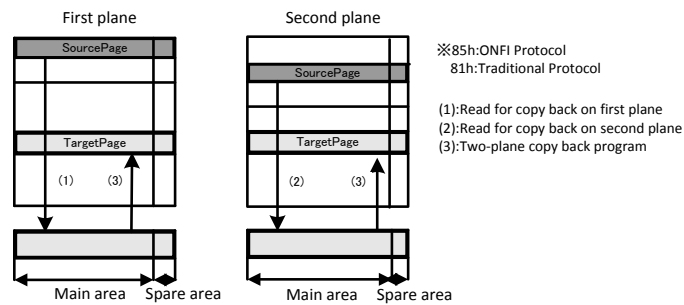 First plane
Second plane
SourcePage
SourcePage
※85h:ONFI Protocol
81h:Traditional Protocol
(1):Read for copy back on first plane
(2):Read for copy back on second plane
(3):Two-plane copy back program
TargetPage
TargetPage
(1)
(3)
(2)
(3)
Main area
Spare area
Main area
Spare area